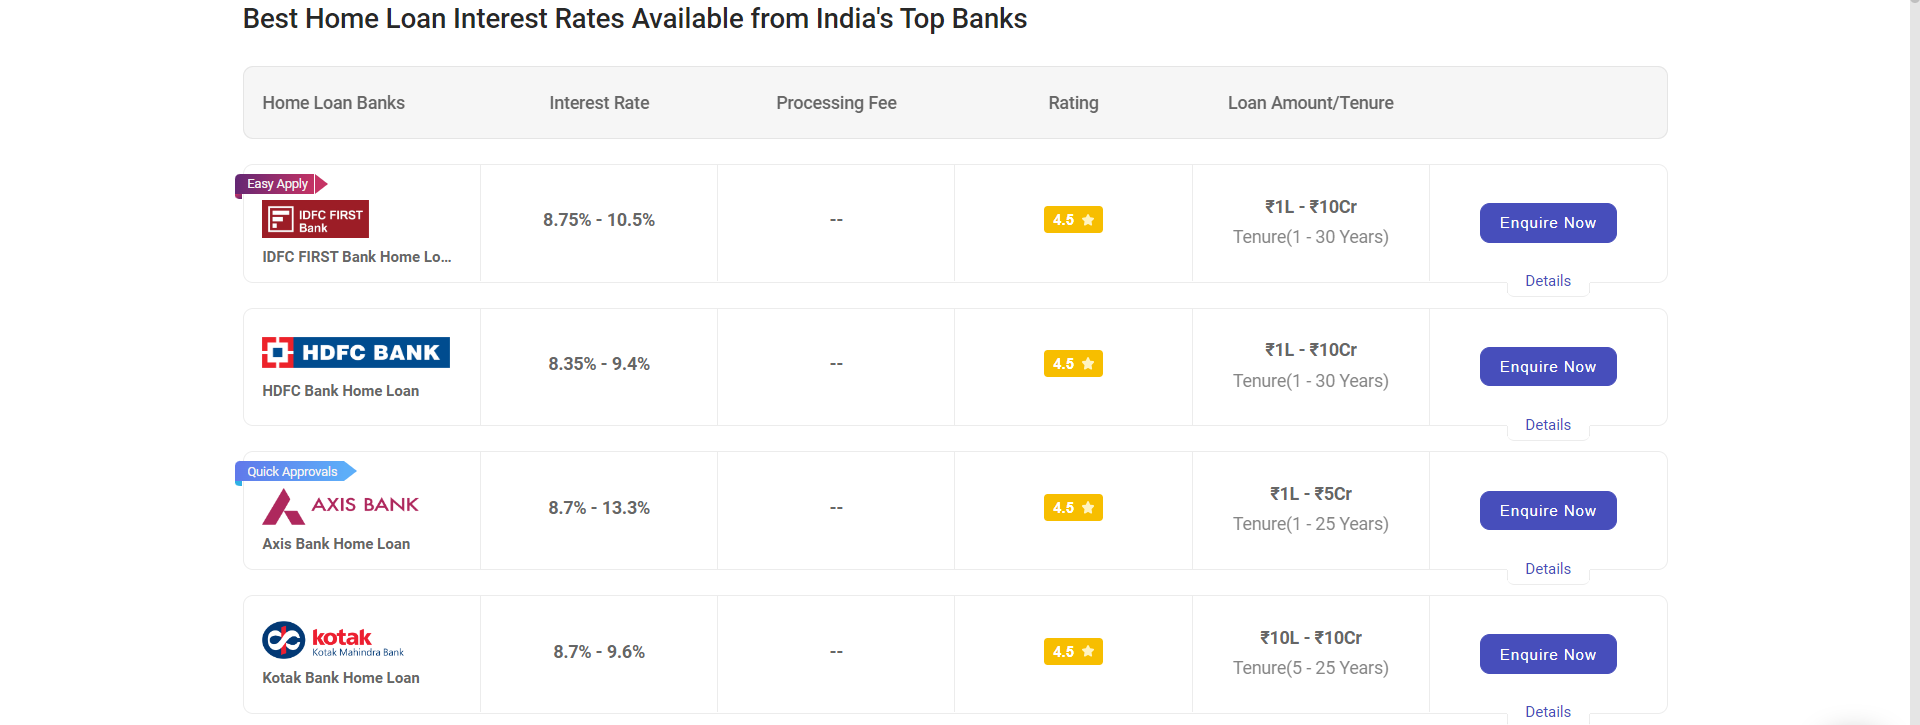 Best Home Loan Interest Rates Available from India's Top Banks
Home Loan Banks Interest Rate Processing Fee Rating Loan Amount/Tenure
Easy Apply
IDFC FIRST
Bank
IDFC FIRST Bank Home Lo...
8.75% - 10.5%
--
4.5
₹1L - ₹10Cr
Tenure(1 - 30 Years)
Enquire Now
Details
HDFC BANK
HDFC Bank Home Loan
8.35% - 9.4%
--
4.5
₹1L - ₹10Cr
Tenure(1 - 30 Years)
Enquire Now
Details
Quick Approvals
AXIS BANK
Axis Bank Home Loan
8.7% - 13.3%
--
4.5
₹1L - ₹5Cr
Tenure(1 - 25 Years)
Enquire Now
Details
kotak
Kotak Mahindra Bank
Kotak Bank Home Loan
8.7% - 9.6%
--
4.5
₹10L - ₹10Cr
Tenure(5 - 25 Years)
Enquire Now
Details